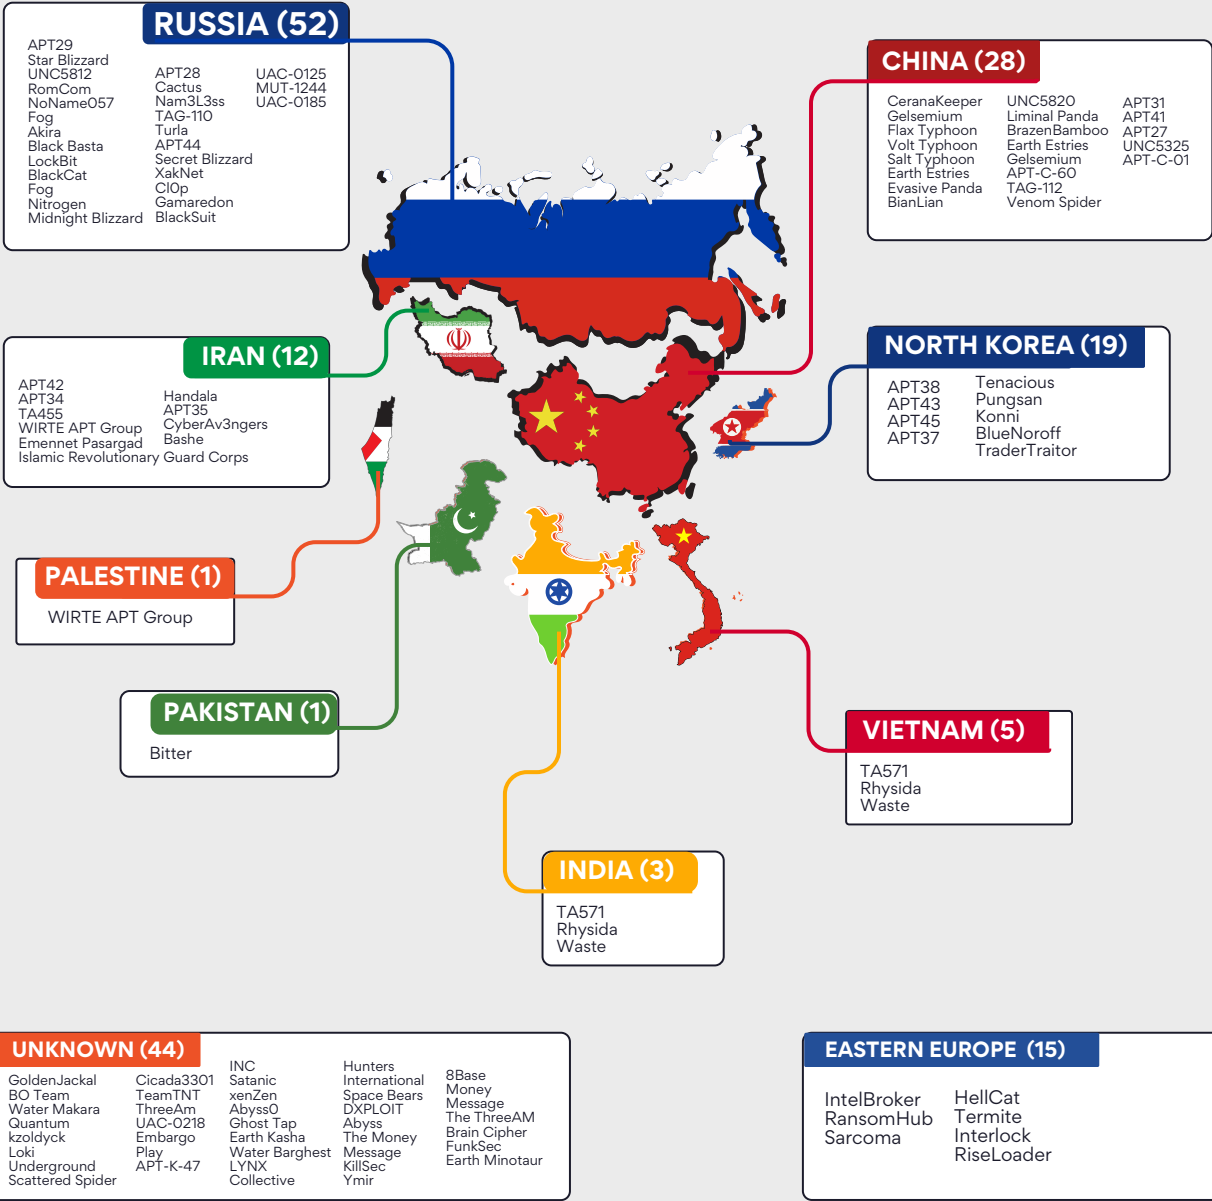 RUSSIA (52)
APT29
Star Blizzard
UNC5812
RomCom
NoName057
Fog
Akira
Black Basta
LockBit
BlackCat
Fog
Nitrogen
Midnight Blizzard
APT28
Cactus
Nam3L3ss
TAG-110
Turla
APT44
Secret Blizzard
XakNet
Cl0p
Gamaredon
BlackSuit
UAC-0125
MUT-1244
UAC-0185
CHINA (28)
CeranaKeeper
Gelsemium
Flax Typhoon
Volt Typhoon
Salt Typhoon
Earth Estries
Evasive Panda
BianLian
UNC5820
Liminal Panda
BrazenBamboo
Earth Estries
Gelsemium
APT-C-60
TAG-112
Venom Spider
APT31
APT41
APT27
UNC5325
APT-C-01
IRAN (12)
APT42
APT34
TA455
WIRTE APT Group
Emennet Pasargad
Islamic Revolutionary Guard Corps
Handala
APT35
CyberAv3ngers
Bashe
NORTH KOREA (19)
APT38
APT43
APT45
APT37
Tenacious
Pungsan
Konni
BlueNoroff
TraderTraitor
PALESTINE (1)
WIRTE APT Group
PAKISTAN (1)
Bitter
VIETNAM (5)
TA571
Rhysida
Waste
INDIA (3)
TA571
Rhysida
Waste
UNKNOWN (44)
GoldenJackal
BO Team
Water Makara
Quantum
kzoldyck
Loki
Underground
Scattered Spider
Cicada3301
TeamTNT
ThreeAm
UAC-0218
Embargo
Play
APT-K-47
INC
Satanic
xenZen
Abyss0
Ghost Tap
Earth Kasha
Water Barghest
LYNX
Collective
Hunters
International
Space Bears
DXPLOIT
Abyss
The Money
Message
KillSec
Ymir
8Base
Money
Message
The ThreeAM
Brain Cipher
FunkSec
Earth Minotaur
EASTERN EUROPE (15)
IntelBroker
RansomHub
Sarcoma
HellCat
Termite
Interlock
RiseLoader